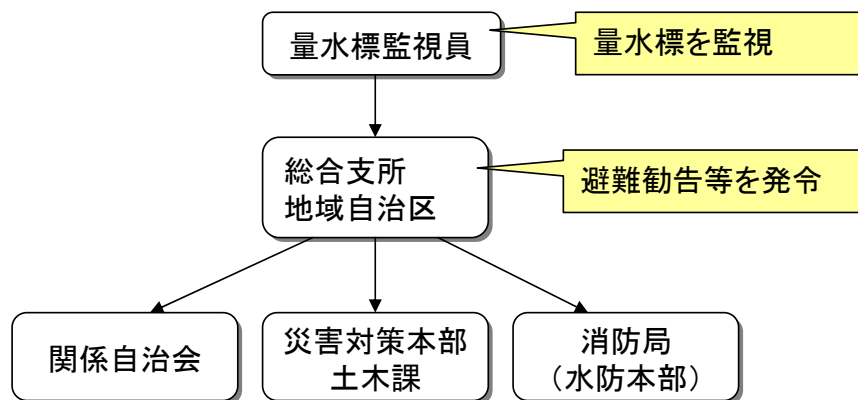 量水標監視員
量水標を監視
総合支所
地域自治区
避難勧告等を発令
関係自治会
災害対策本部
土木課
消防局
（水防本部）